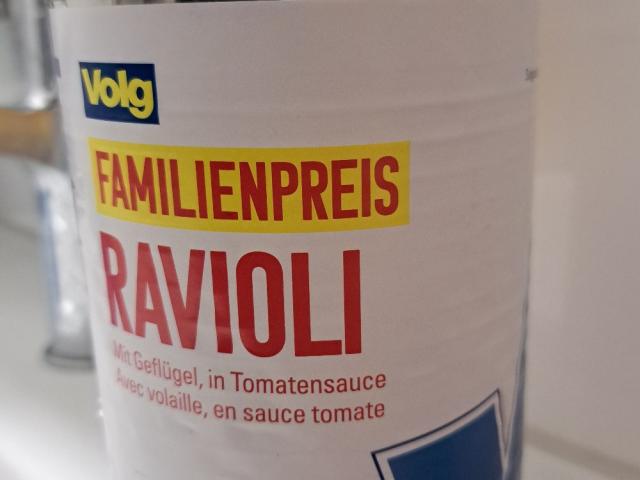 Volg
FAMILIENPREIS
RAVIOLI
Mit Geflügel, in Tomatensauce
Avec volaille, en sauce tomate